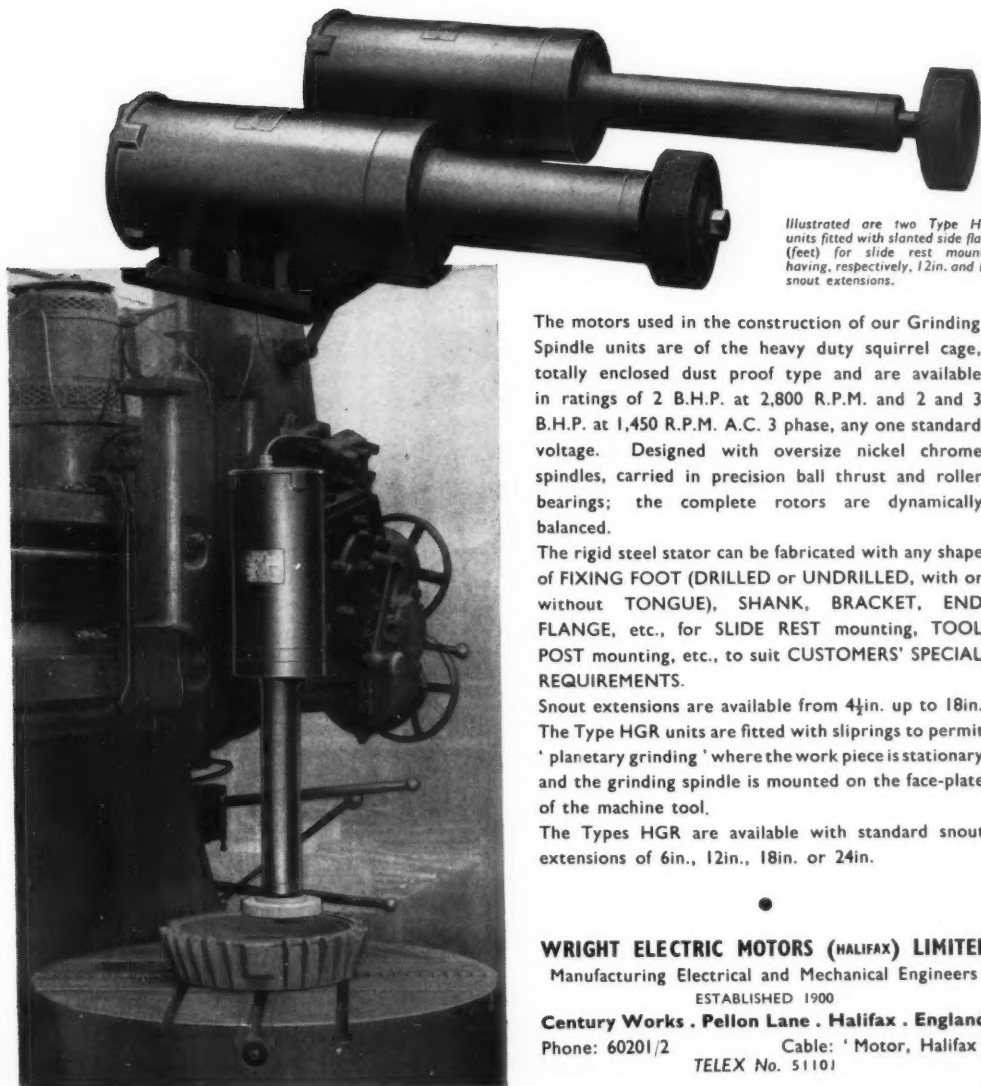 Illustrated are two Type
units fitted with slanted side
(feet) for slide rest
having, respectively, 12in. and
snout extensions.
The motors used in the construction of our Grinding
Spindle units are of the heavy duty squirrel cage,
totally enclosed dust proof type and are available
in ratings of 2 B.H.P. at 2,800 R.P.M. and 2 and 3
B.H.P. at 1,450 R.P.M. A.C. 3 phase, any one standard
voltage. Designed with oversize nickel chrome
spindles, carried in precision ball thrust and roller
bearings; the complete rotors are dynamically
balanced.
The rigid steel stator can be fabricated with any shape
of FIXING FOOT (DRILLED or UNDRILLED, with or
without TONGUE), SHANK, BRACKET, END
FLANGE, etc., for SLIDE REST mounting, TOOL
POST mounting, etc., to suit CUSTOMERS' SPECIAL
REQUIREMENTS.
Snout extensions are available from 4½in. up to 18in.
The Type HGR units are fitted with sliprings to permit
' planetary grinding ' where the work piece is stationary
and the grinding spindle is mounted on the face-plate
of the machine tool.
The Types HGR are available with standard snout
extensions of 6in., 12in., 18in. or 24in.
WRIGHT ELECTRIC MOTORS (HALIFAX) LIMITE
Manufacturing Electrical and Mechanical Engineers
ESTABLISHED 1900
Century Works . Pellon Lane . Halifax . England
Phone: 60201/2 Cable: ' Motor, Halifax
TELEX No. 51101